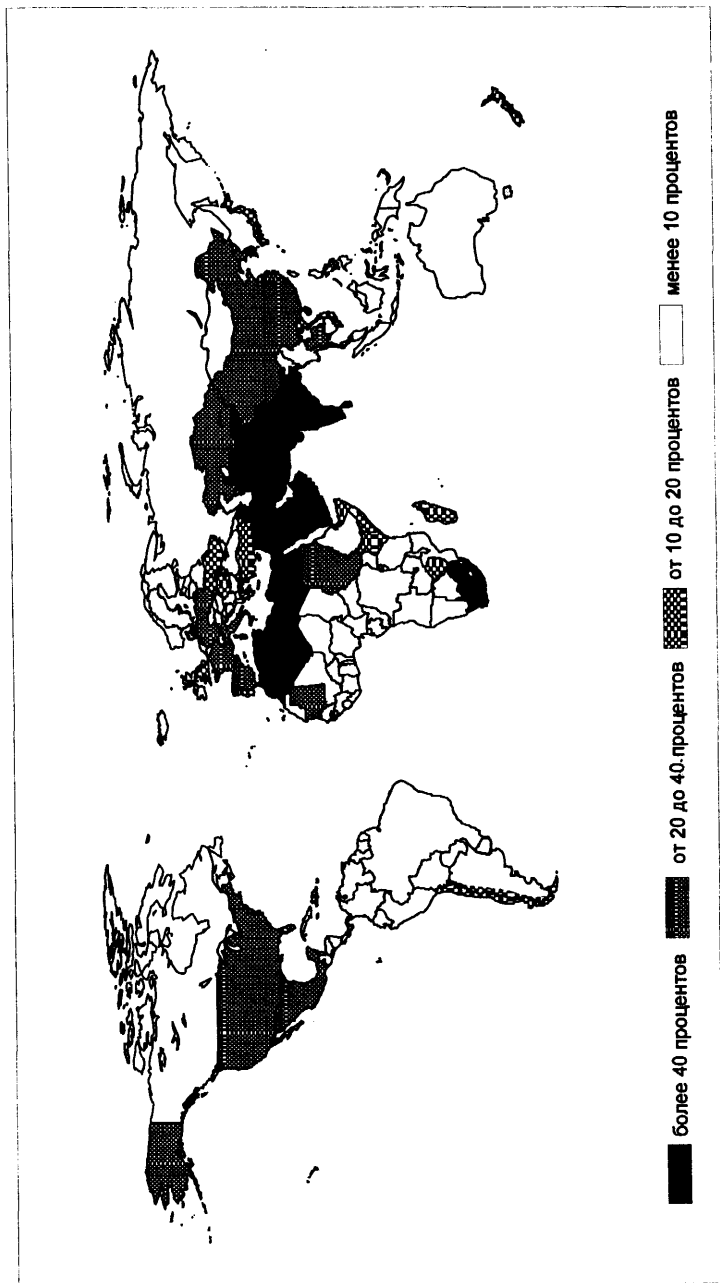 более 40 процентов
от 20 до 40 процентов
от 10 до 20 процентов
менее 10 процентов